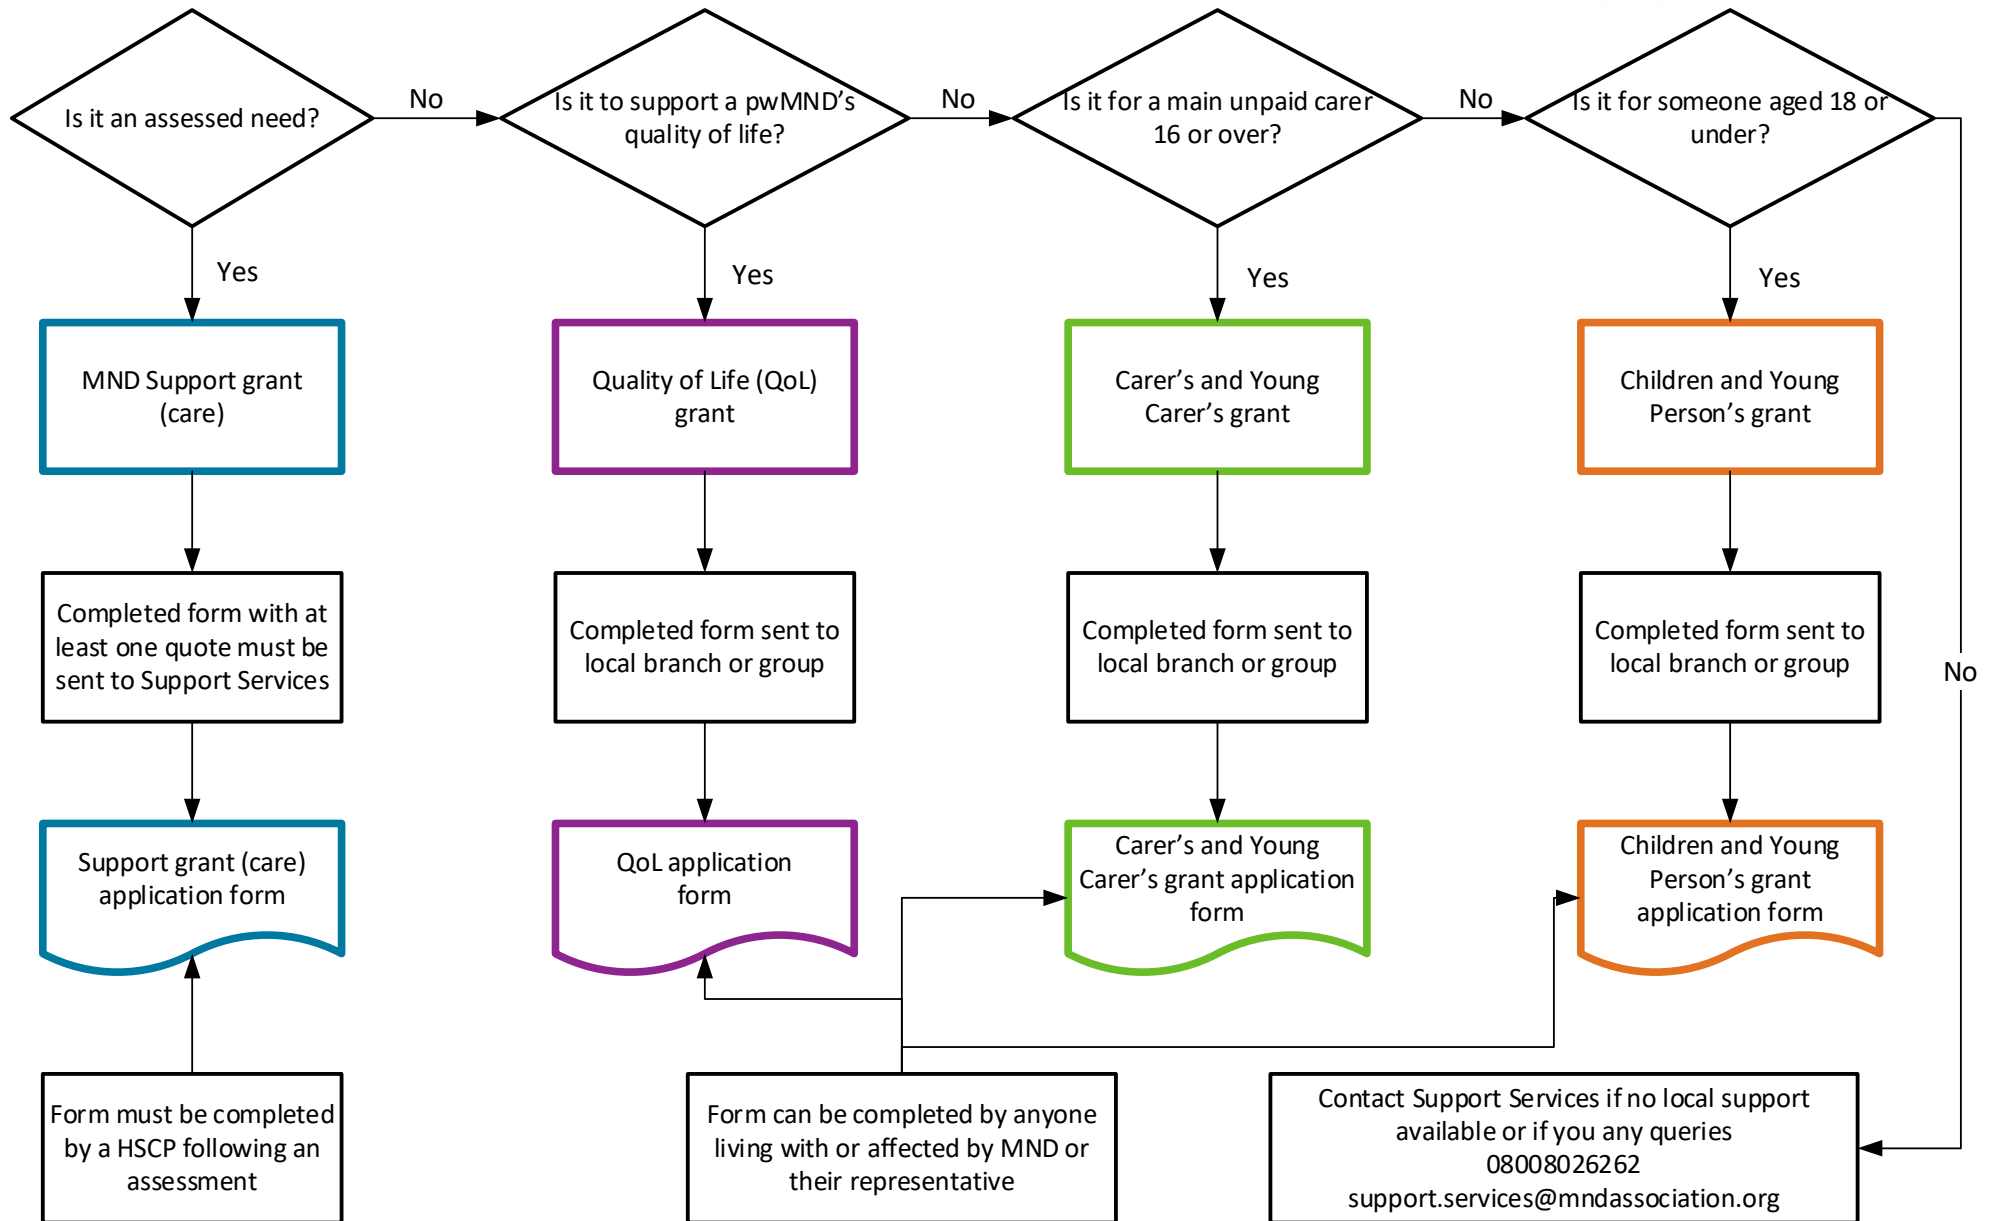 Is it an assessed need?
No
Is it to support a pwMND’s
quality of life?
No
Is it for a main unpaid carer
16 or over?
No
Is it for someone aged 18 or
under?
Yes
Yes
Yes
Yes
MND Support grant
(care)
Quality of Life (QoL)
grant
Carer’s and Young
Carer’s grant
Children and Young
Person’s grant
Completed form with at
least one quote must be
sent to Support Services
Completed form sent to
local branch or group
Completed form sent to
local branch or group
Completed form sent to
local branch or group
No
Support grant (care)
application form
QoL application
form
Carer’s and Young
Carer’s grant application
form
Children and Young
Person’s grant
application form
Form must be completed
by a HSCP following an
assessment
Form can be completed by anyone
living with or affected by MND or
their representative
Contact Support Services if no local support
available or if you any queries
08008026262
support.services@mndassociation.org